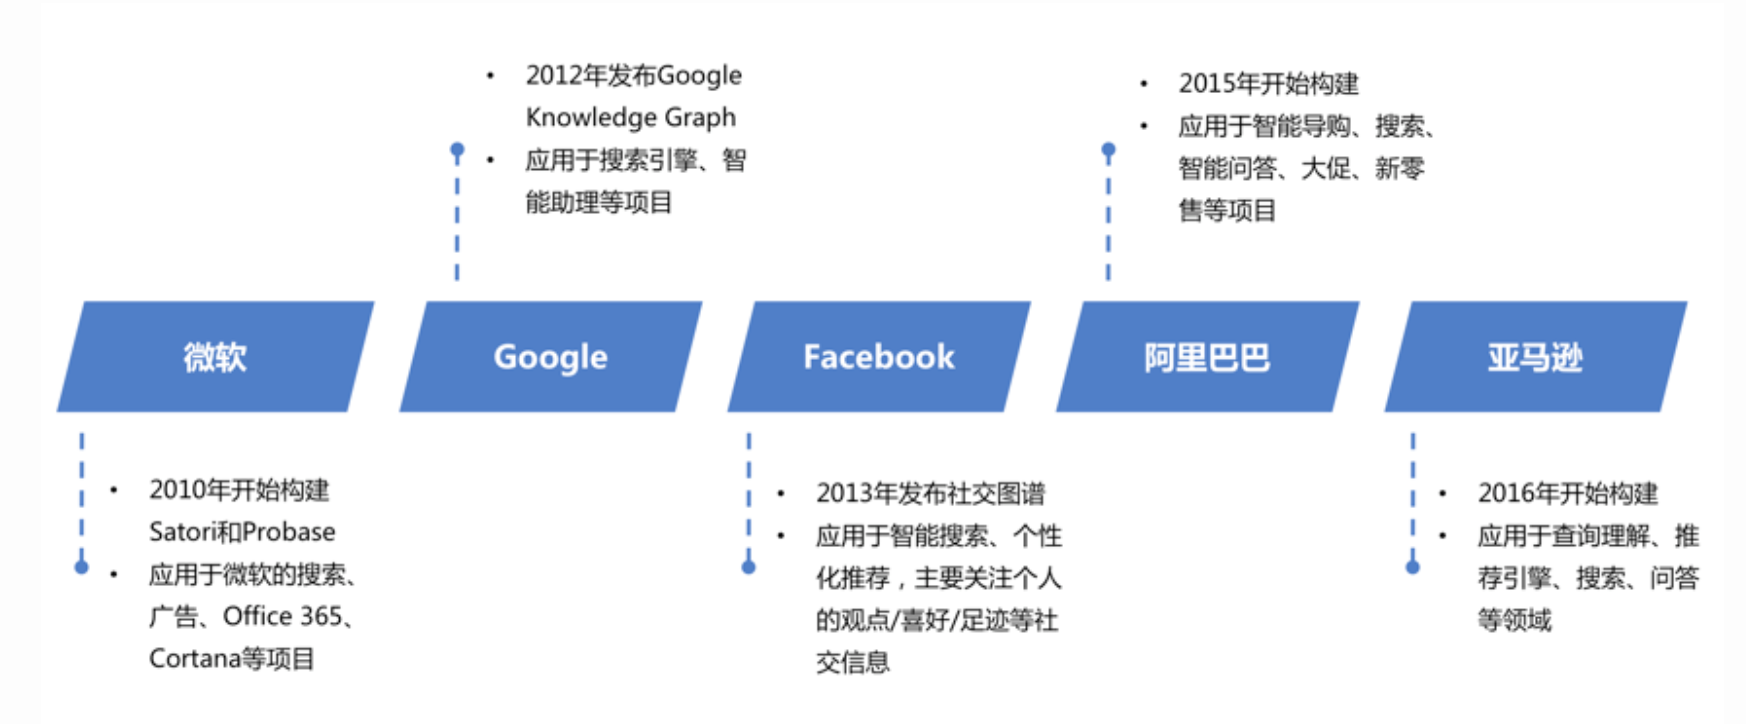 • 2012年发布Google
Knowledge Graph
• 应用于搜索引擎、智
能助理等项目
• 2015年开始构建
• 应用于智能导购、搜索、
智能问答、大促、新零
售等项目
微软
Google
Facebook
阿里巴巴
亚马逊
• 2010年开始构建
Satori和Probase
• 应用于微软的搜索、
广告、Office 365、
Cortana等项目
• 2013年发布社交图谱
• 应用于智能搜索、个性
化推荐，主要关注个人
的观点/喜好/足迹等社
交信息
• 2016年开始构建
• 应用于查询理解、推
荐引擎、搜索、问答
等领域